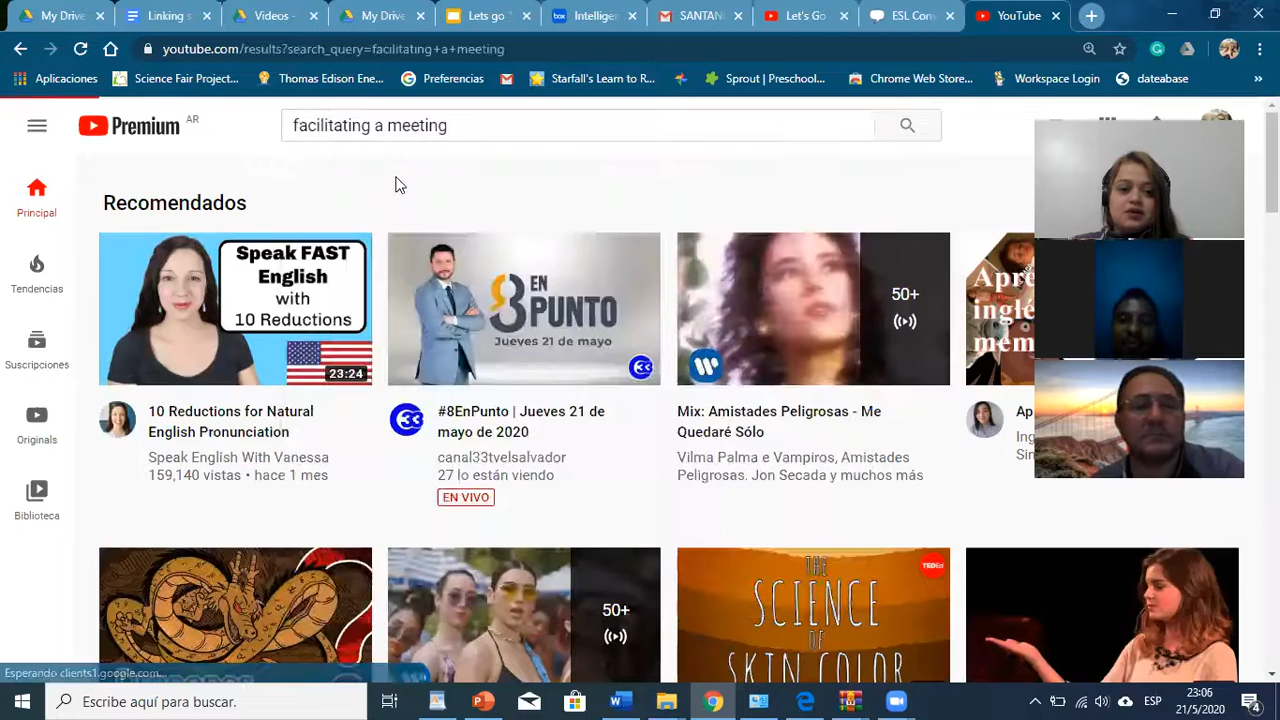 My Drive
Linking s
Videos -
My Drive
Lets go "
Intelligen
SANTAN
Let's Go
ESL Con
YouTube
youtube.com/results?search_query=facilitating+a+meeting
Aplicaciones
Science Fair Project...
Thomas Edison Ene...
Preferencias
Starfall's Learn to R...
Sprout | Preschool...
Chrome Web Store...
Workspace Login
dateabase
»
Premium AR
facilitating a meeting
Principal
Tendencias
Suscripciones
Originals
Biblioteca
Recomendados
Speak FAST
English
with
10 Reductions
23:24
8 EN
PUNTO
Jueves 21 de mayo
50+
Apre
inglé
mem
10 Reductions for Natural
English Pronunciation
Speak English With Vanessa
159,140 vistas • hace 1 mes
#8EnPunto | Jueves 21 de
mayo de 2020
canal33tvelsalvador
27 lo están viendo
EN VIVO
Mix: Amistades Peligrosas - Me
Quedaré Sólo
Vilma Palma e Vampiros, Amistades
Peligrosas, Jon Secada y muchos más
Ap
Ing
Sin
50+
THE
SCIENCE
OF
SKIN COLOR
TEDEd
Esperando clients1.google.com...
Escribe aquí para buscar.
ESP
23:06
21/5/2020
4